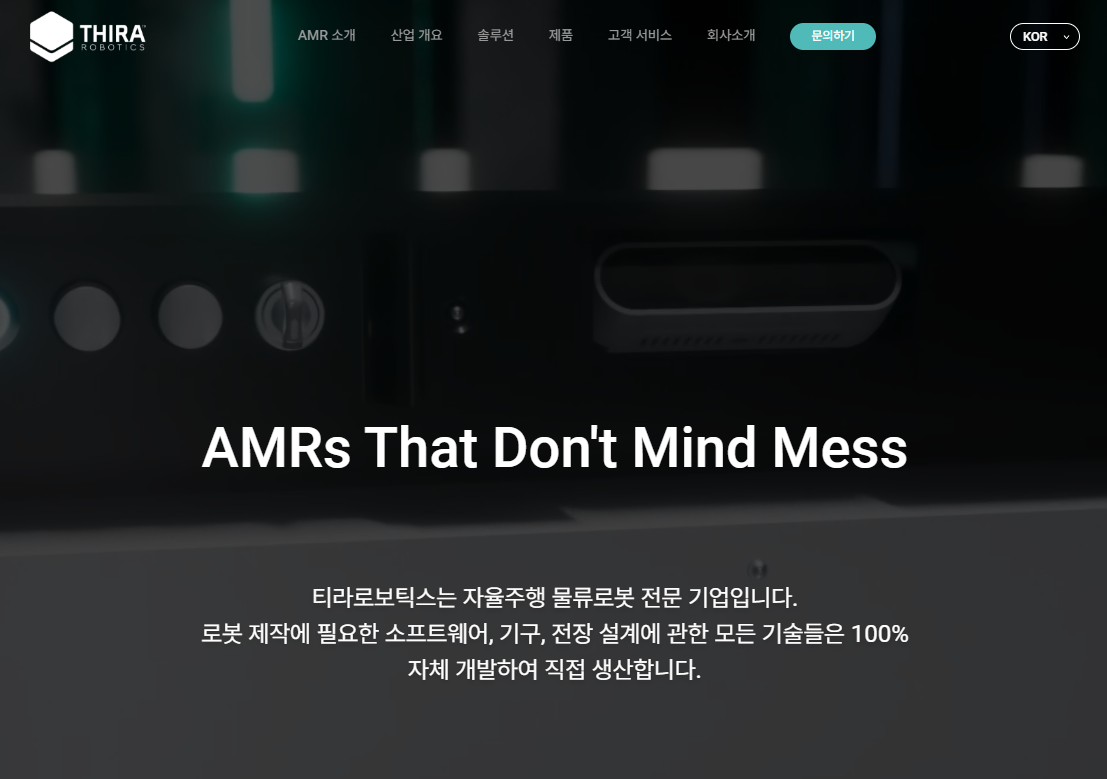 THIRA™
ROBOTICS
AMR 소개
산업 개요
솔루션
제품
고객 서비스
회사소개
문의하기
KOR
AMRs That Don't Mind Mess
티라로보틱스는 자율주행 물류로봇 전문 기업입니다.
로봇 제작에 필요한 소프트웨어, 기구, 전장 설계에 관한 모든 기술들은 100%
자체 개발하여 직접 생산합니다.